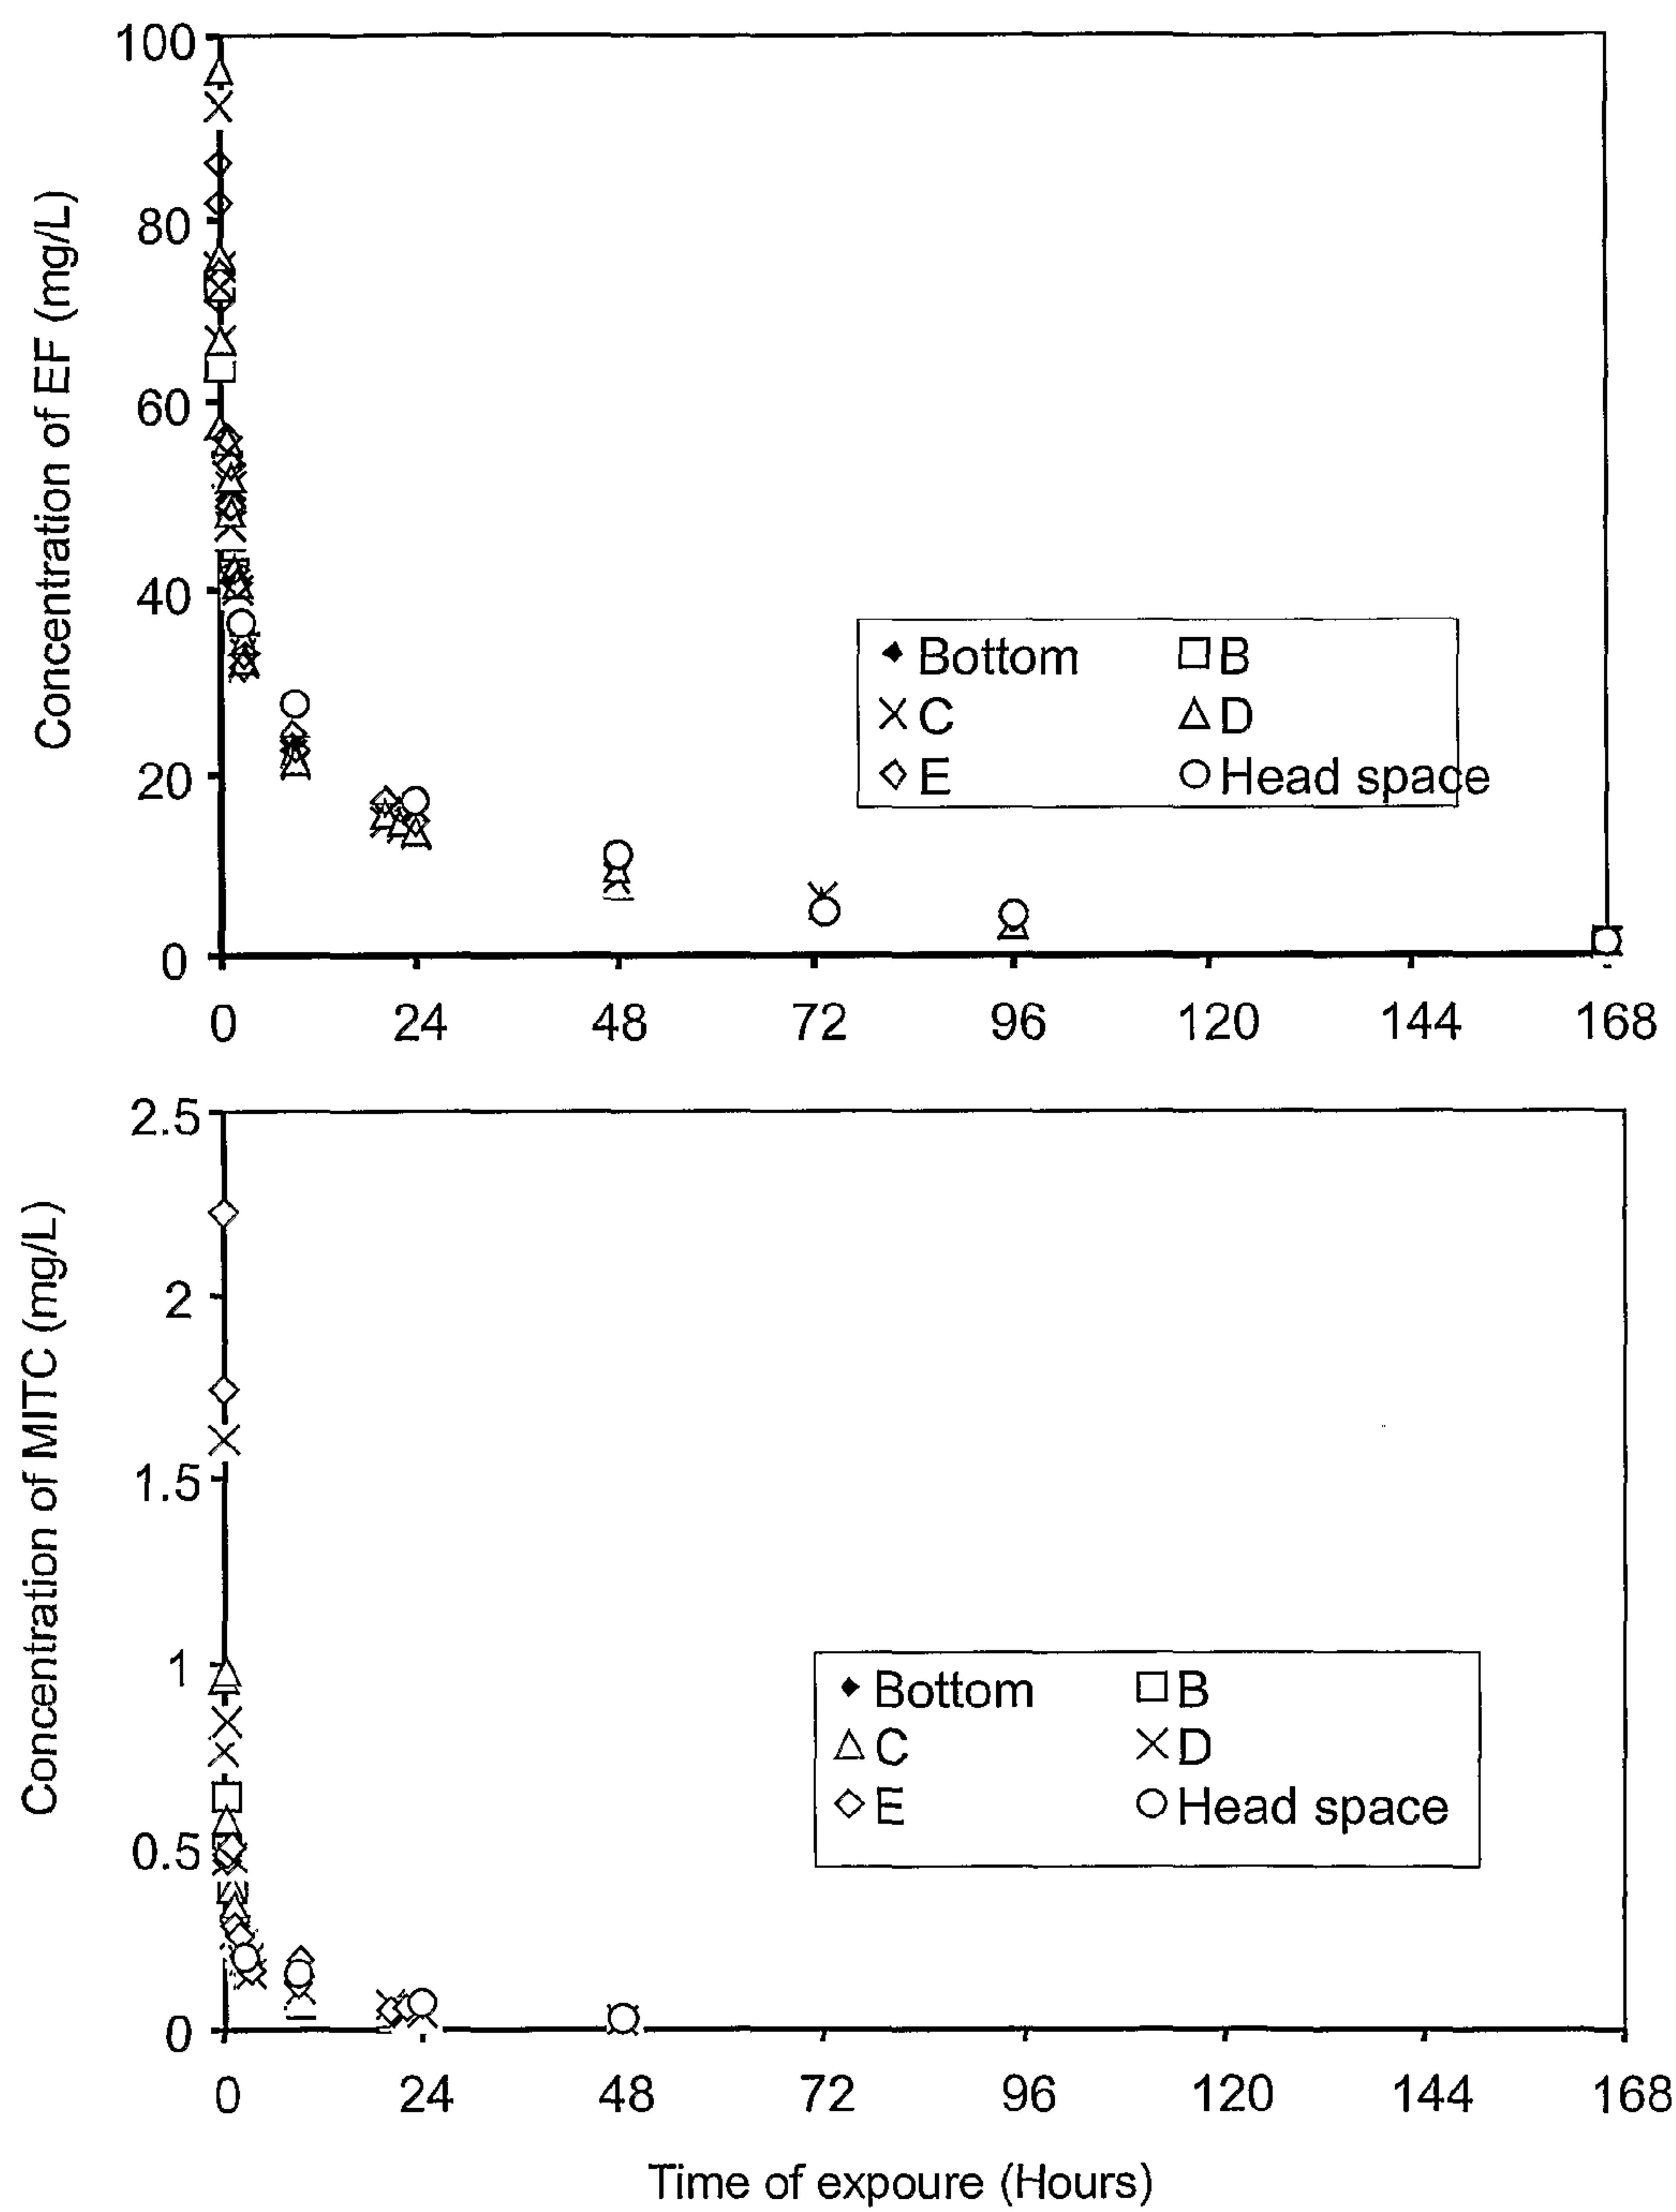 Concentration of EF (mg/L)
100
80
60
40
20
0
Bottom B
C D
E Head space
0 24 48 72 96 120 144 168
Concentration of MITC (mg/L)
2.5
2
1.5
1
0.5
0
Bottom B
C D
E Head space
0 24 48 72 96 120 144 168
Time of expoure (Hours)